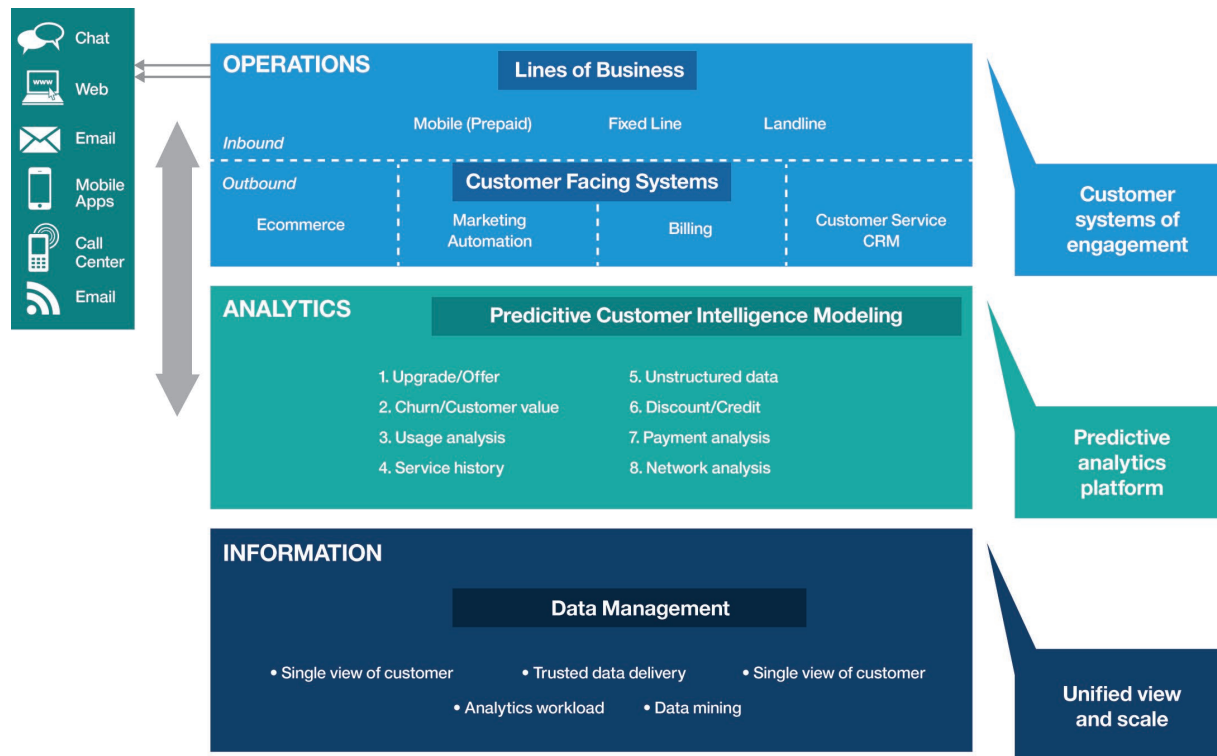 Chat
www
Web
Email
Mobile
Apps
Call
Center
Email
OPERATIONS
Lines of Business
Mobile (Prepaid)
Fixed Line
Landline
Inbound
Outbound
Customer Facing Systems
Ecommerce
Marketing
Automation
Billing
Customer Service
CRM
Customer
systems of
engagement
ANALYTICS
Predicitive Customer Intelligence Modeling
1. Upgrade/Offer
2. Churn/Customer value
3. Usage analysis
4. Service history
5. Unstructured data
6. Discount/Credit
7. Payment analysis
8. Network analysis
Predictive
analytics
platform
INFORMATION
Data Management
• Single view of customer
• Trusted data delivery
• Single view of customer
• Analytics workload
• Data mining
Unified view
and scale